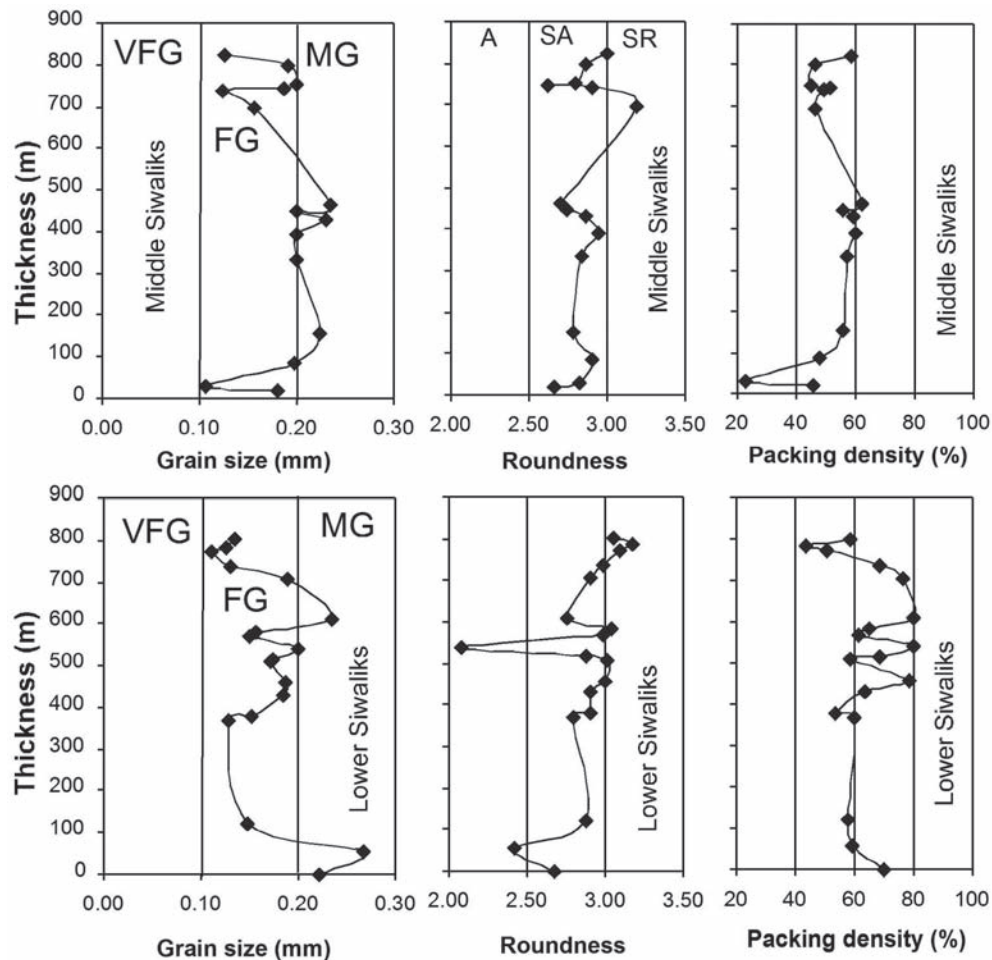 900
800
700
600
500
400
300
200
100
0
Thickness (m)
VFG
MG
FG
Middle Siwaliks
0.00
0.10
0.20
0.30
Grain size (mm)
A
SA
SR
Middle Siwaliks
2.00
2.50
3.00
3.50
Roundness
Middle Siwaliks
20
40
60
80
100
Packing density (%)
900
800
700
600
500
400
300
200
100
0
Thickness (m)
VFG
MG
FG
Lower Siwaliks
0.00
0.10
0.20
0.30
Grain size (mm)
Lower Siwaliks
2.00
2.50
3.00
3.50
Roundness
Lower Siwaliks
20
40
60
80
100
Packing density (%)